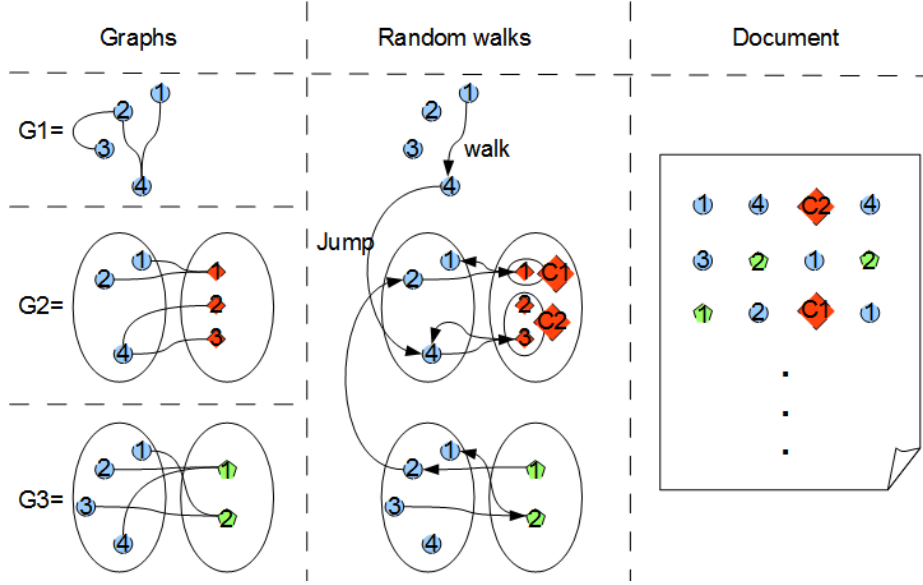 Graphs Random walks Document
G1= 1 2 3 4
1 2 3 walk 4
G2= 1 2 4 1 2 3
Jump 1 2 4 1 C1 2 C2 3
G3= 1 2 3 4 1 2
1 2 3 4 1 2
1 4 C2 4
3 2 1 2
1 2 C1 1